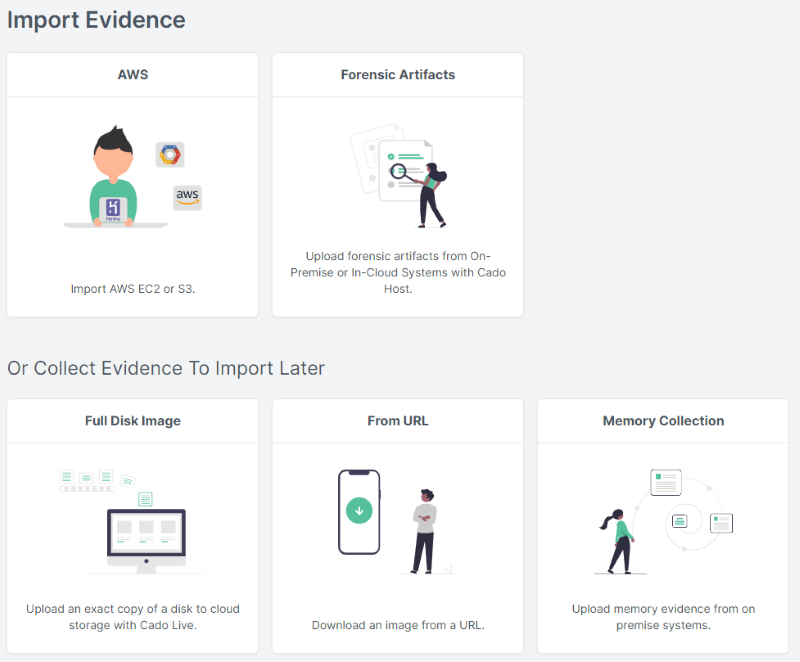 Import Evidence
AWS
Forensic Artifacts
aws
heroku
Import AWS EC2 or S3.
Upload forensic artifacts from On-
Premise or In-Cloud Systems with Cado
Host.
Or Collect Evidence To Import Later
Full Disk Image
From URL
Memory Collection
Upload an exact copy of a disk to cloud
storage with Cado Live.
Download an image from a URL.
Upload memory evidence from on
premise systems.